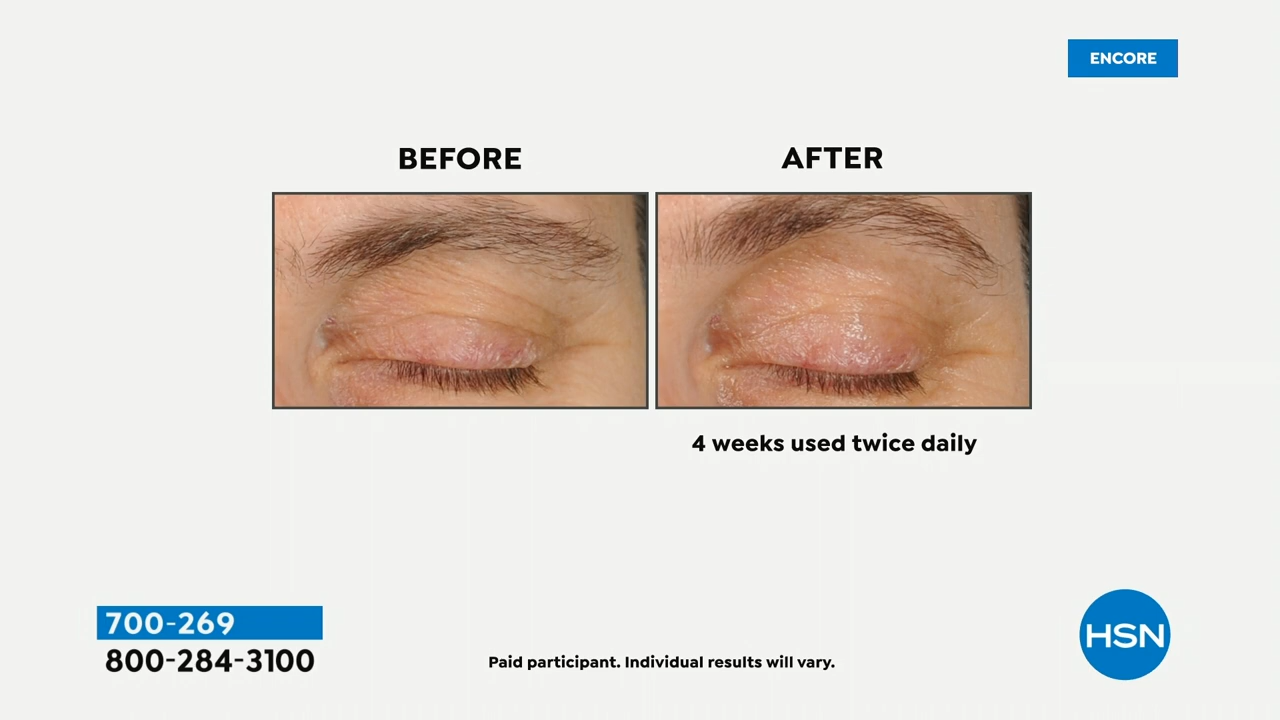 ENCORE
BEFORE
AFTER
4 weeks used twice daily
700-269
800-284-3100
Paid participant. Individual results will vary.
HSN